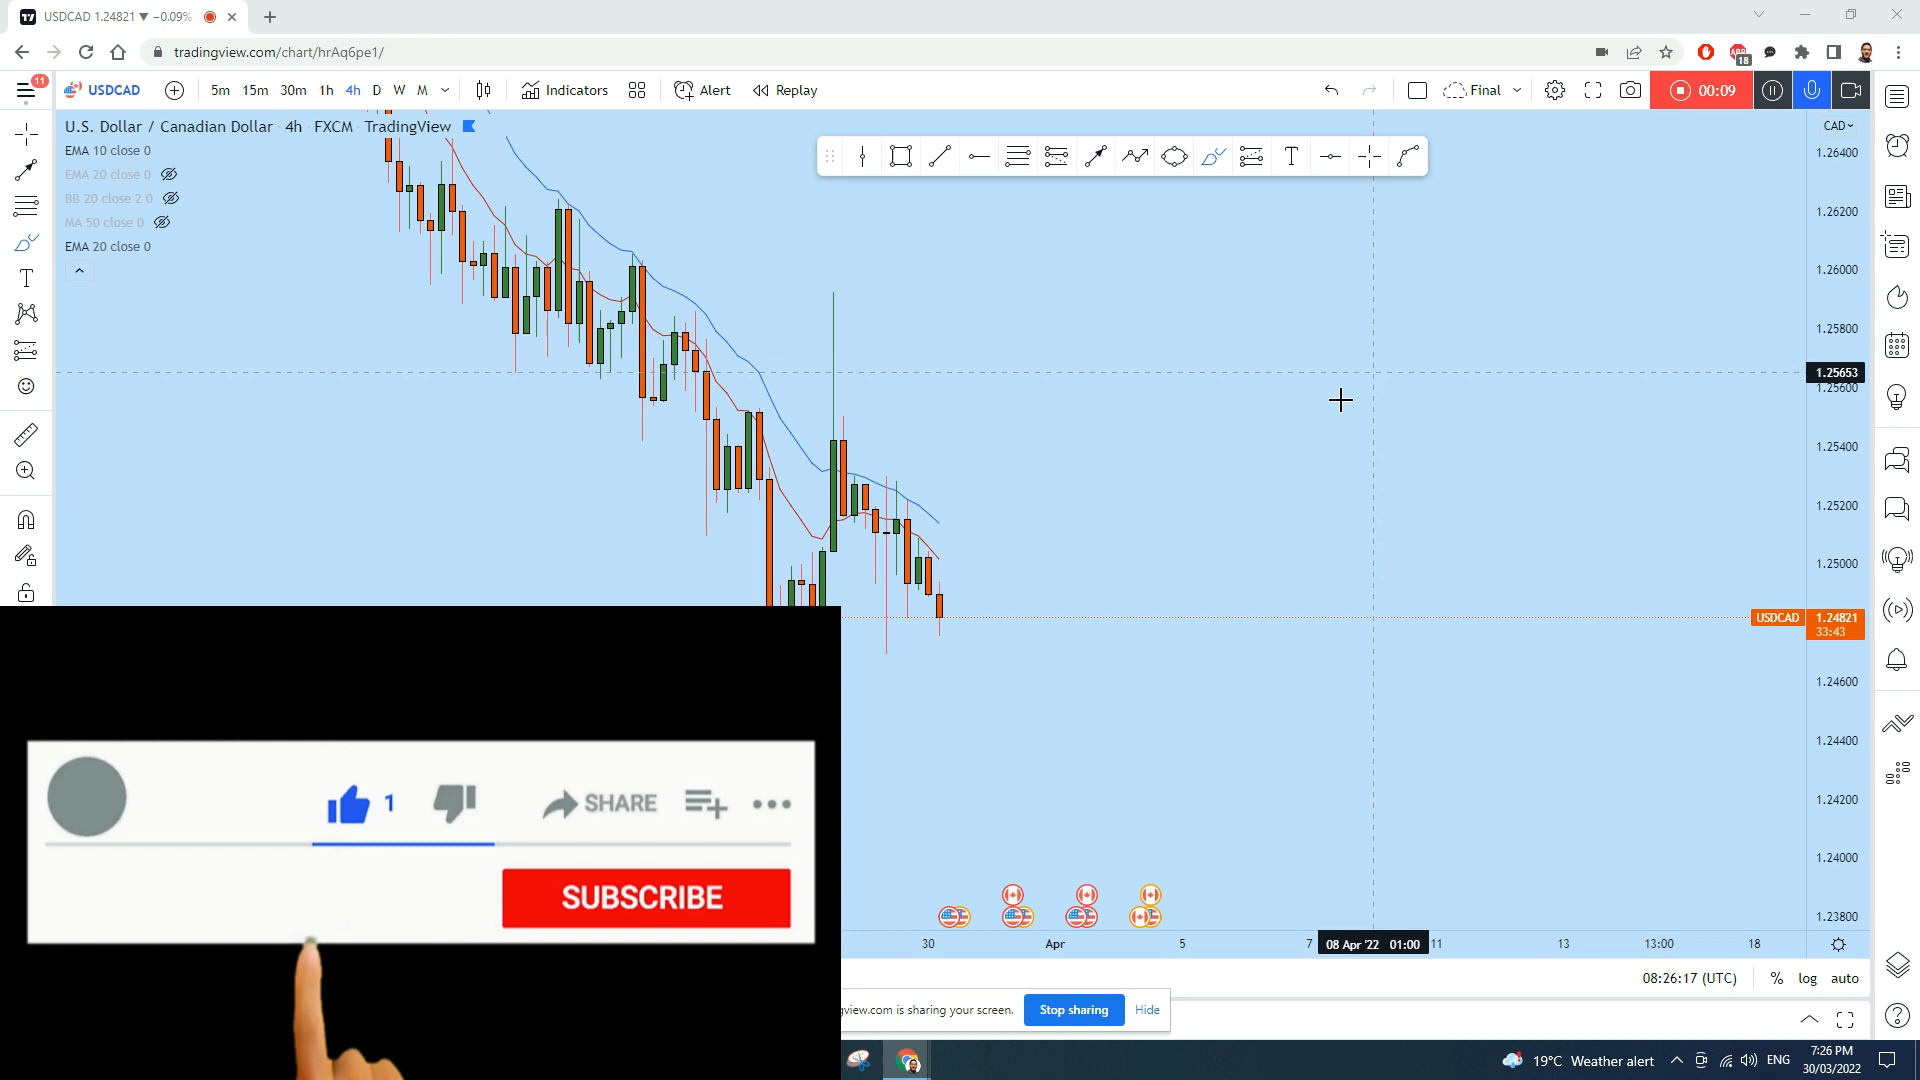 USDCAD 1.24821 ▼ −0.09%
tradingview.com/chart/hrAq6pe1/
18
11
USDCAD
5m 15m 30m 1h 4h D W M
Indicators
Alert
Replay
Final
00:09
U.S. Dollar / Canadian Dollar 4h FXCM TradingView
EMA 10 close 0
EMA 20 close 0
BB 20 close 2 0
MA 50 close 0
EMA 20 close 0
CAD
1.26400
1.26200
1.26000
1.25800
1.25653
1.25600
1.25400
1.25200
1.25000
USDCAD 1.24821
33:43
1.24600
1.24400
1.24200
1.24000
1.23800
1
SHARE
SUBSCRIBE
30 Apr 5 7 08 Apr '22 01:00 11 13 13:00 18
08:26:17 (UTC) % log auto
gview.com is sharing your screen. Stop sharing Hide
19°C Weather alert
ENG
7:26 PM
30/03/2022